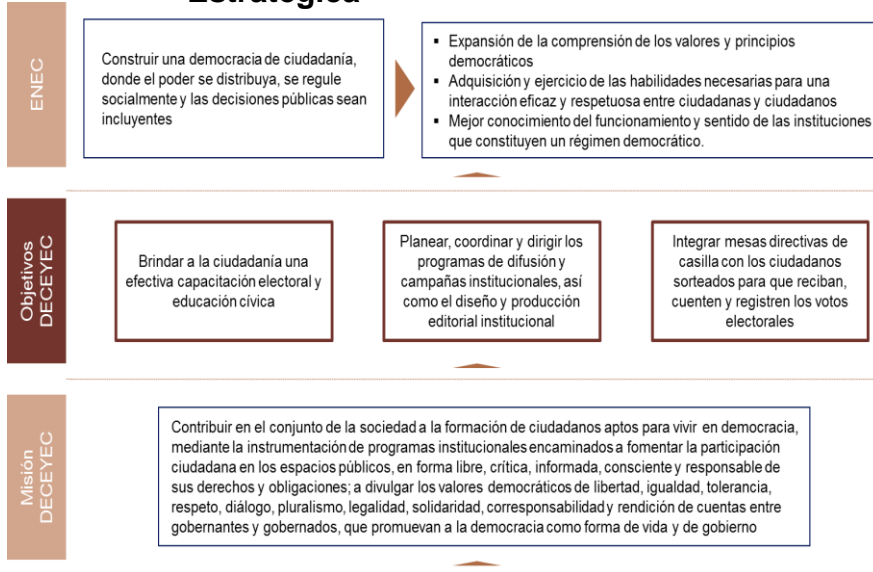 Estratégica
ENEC
Construir una democracia de ciudadanía,
donde el poder se distribuya, se regule
socialmente y las decisiones públicas sean
incluyentes
▪ Expansión de la comprensión de los valores y principios
democráticos
▪ Adquisición y ejercicio de las habilidades necesarias para una
interacción eficaz y respetuosa entre ciudadanas y ciudadanos
▪ Mejor conocimiento del funcionamiento y sentido de las instituciones
que constituyen un régimen democrático.
Objetivos
DECEYEC
Brindar a la ciudadanía una
efectiva capacitación electoral y
educación cívica
Planear, coordinar y dirigir los
programas de difusión y
campañas institucionales, así
como el diseño y producción
editorial institucional
Integrar mesas directivas de
casilla con los ciudadanos
sorteados para que reciban,
cuenten y registren los votos
electorales
Misión
DECEYEC
Contribuir en el conjunto de la sociedad a la formación de ciudadanos aptos para vivir en democracia,
mediante la instrumentación de programas institucionales encaminados a fomentar la participación
ciudadana en los espacios públicos, en forma libre, crítica, informada, consciente y responsable de
sus derechos y obligaciones; a divulgar los valores democráticos de libertad, igualdad, tolerancia,
respeto, diálogo, pluralismo, legalidad, solidaridad, corresponsabilidad y rendición de cuentas entre
gobernantes y gobernados, que promuevan a la democracia como forma de vida y de gobierno